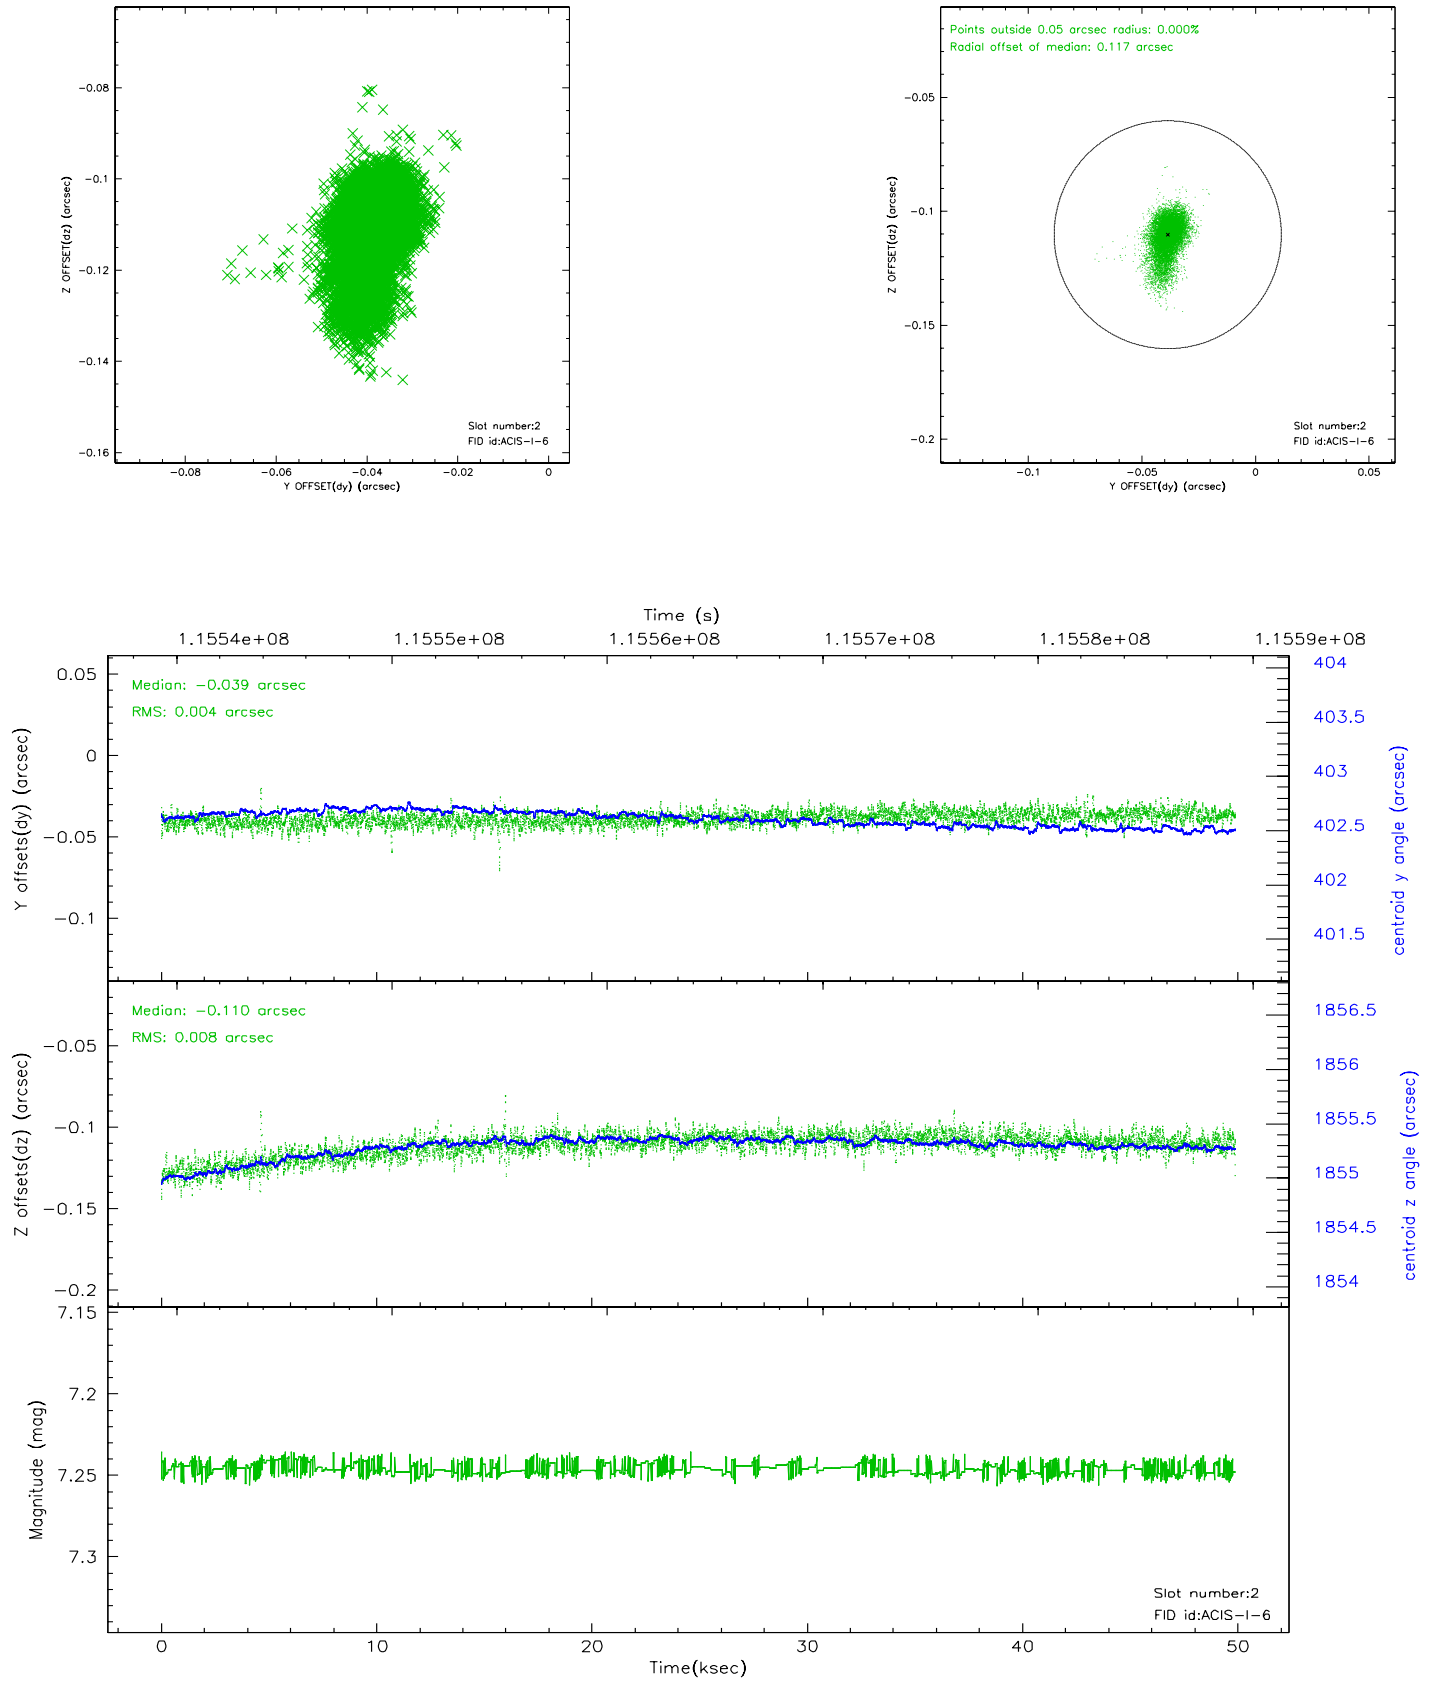 −0.08
−0.1
−0.12
−0.14
−0.16
Z OFFSET(dz) (arcsec)
Slot number:2
FID id:ACIS−I−6
−0.08 −0.06 −0.04 −0.02 0
Y OFFSET(dy) (arcsec)
Points outside 0.05 arcsec radius: 0.000%
Radial offset of median: 0.117 arcsec
−0.05
−0.1
−0.15
−0.2
Z OFFSET(dz) (arcsec)
Slot number:2
FID id:ACIS−I−6
−0.1 −0.05 0 0.05
Y OFFSET(dy) (arcsec)
Time (s)
1.1554e+08 1.1555e+08 1.1556e+08 1.1557e+08 1.1558e+08 1.1559e+08
Median: −0.039 arcsec
RMS: 0.004 arcsec
0.05
0
−0.05
−0.1
Y offsets(dy) (arcsec)
404
403.5
403
402.5
402
401.5
centroid y angle (arcsec)
Median: −0.110 arcsec
RMS: 0.008 arcsec
−0.05
−0.1
−0.15
−0.2
Z offsets(dz) (arcsec)
1856.5
1856
1855.5
1855
1854.5
1854
centroid z angle (arcsec)
7.15
7.2
7.25
7.3
Magnitude (mag)
Slot number:2
FID id:ACIS−I−6
0 10 20 30 40 50
Time(ksec)